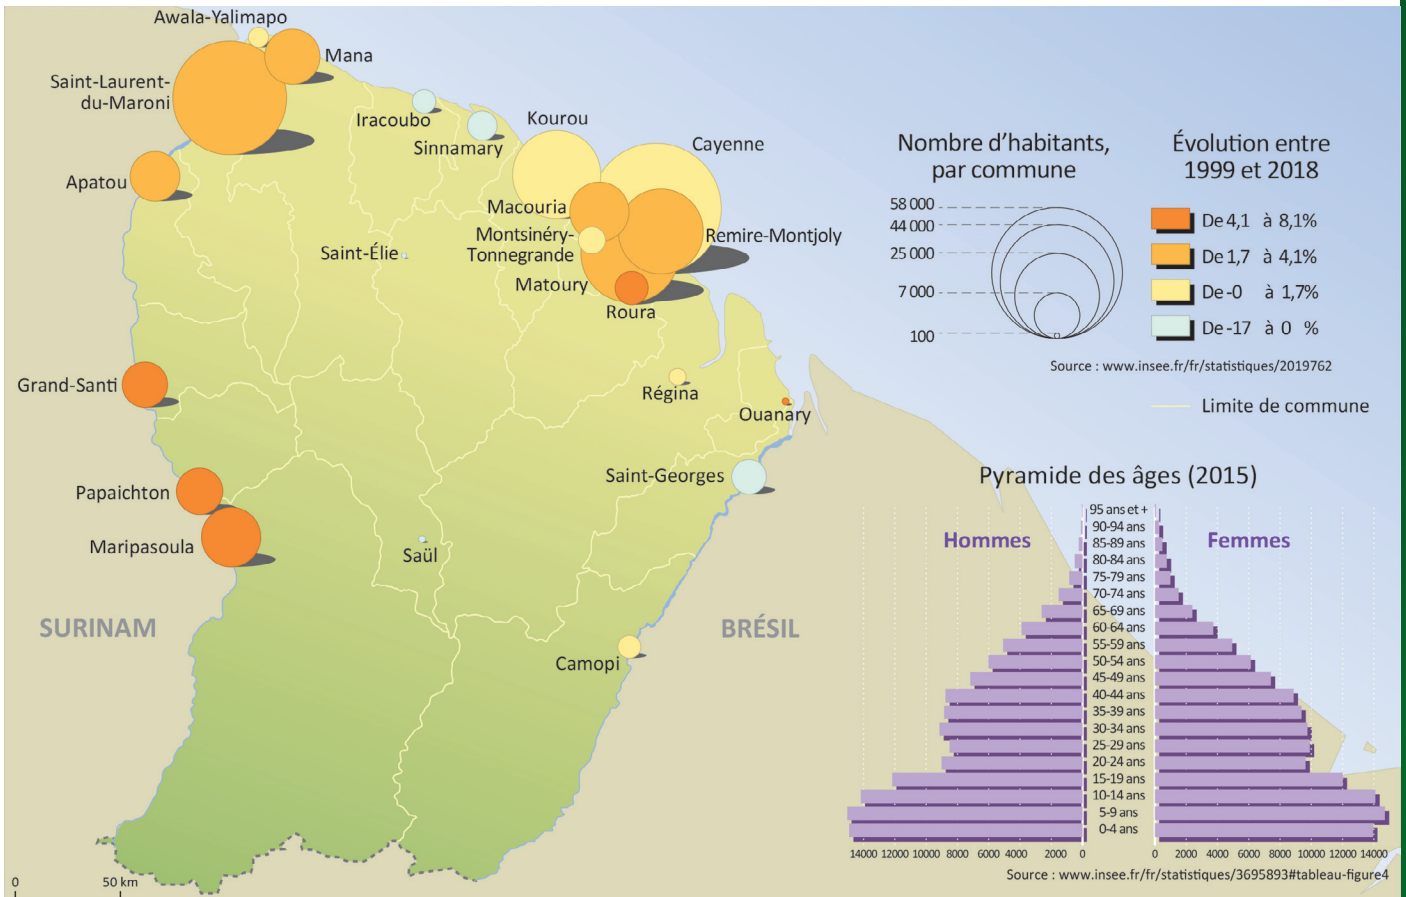 Awala-Yalimapo
Mana
Saint-Laurent-
du-Maroni
Iracoubo
Sinnamary
Kourou
Cayenne
Apatou
Macouria
Montsinéry-
Tonnegrande
Remire-Montjoly
Saint-Élie
Matoury
Roura
Grand-Santi
Régina
Ouanary
Saint-Georges
Papaichton
Maripasoula
Saül
Camopi
SURINAM
BRÉSIL
0 50 km
Nombre d’habitants,
par commune
58 000
44 000
25 000
7 000
100
Évolution entre
1999 et 2018
De 4,1 à 8,1%
De 1,7 à 4,1%
De -0 à 1,7%
De -17 à 0 %
Source : www.insee.fr/fr/statistiques/2019762
Limite de commune
Pyramide des âges (2015)
Hommes
Femmes
95 ans et +
90-94 ans
85-89 ans
80-84 ans
75-79 ans
70-74 ans
65-69 ans
60-64 ans
55-59 ans
50-54 ans
45-49 ans
40-44 ans
35-39 ans
30-34 ans
25-29 ans
20-24 ans
15-19 ans
10-14 ans
5-9 ans
0-4 ans
14000 12000 10000 8000 6000 4000 2000 0
0 2000 4000 6000 8000 10000 12000 14000
Source : www.insee.fr/fr/statistiques/3695893#tableau-figure4